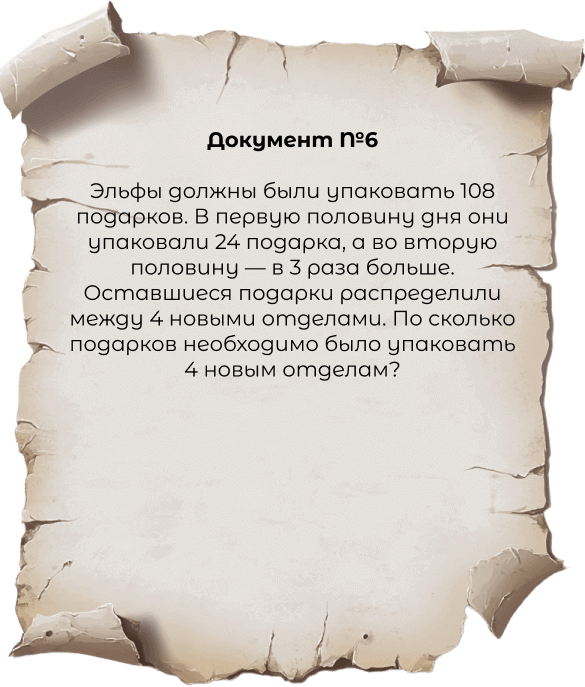 Документ №6
Эльфы должны были упаковать 108
подарков. В первую половину дня они
упаковали 24 подарка, а во вторую
половину — в 3 раза больше.
Оставшиеся подарки распределили
между 4 новыми отделами. По сколько
подарков необходимо было упаковать
4 новым отделам?